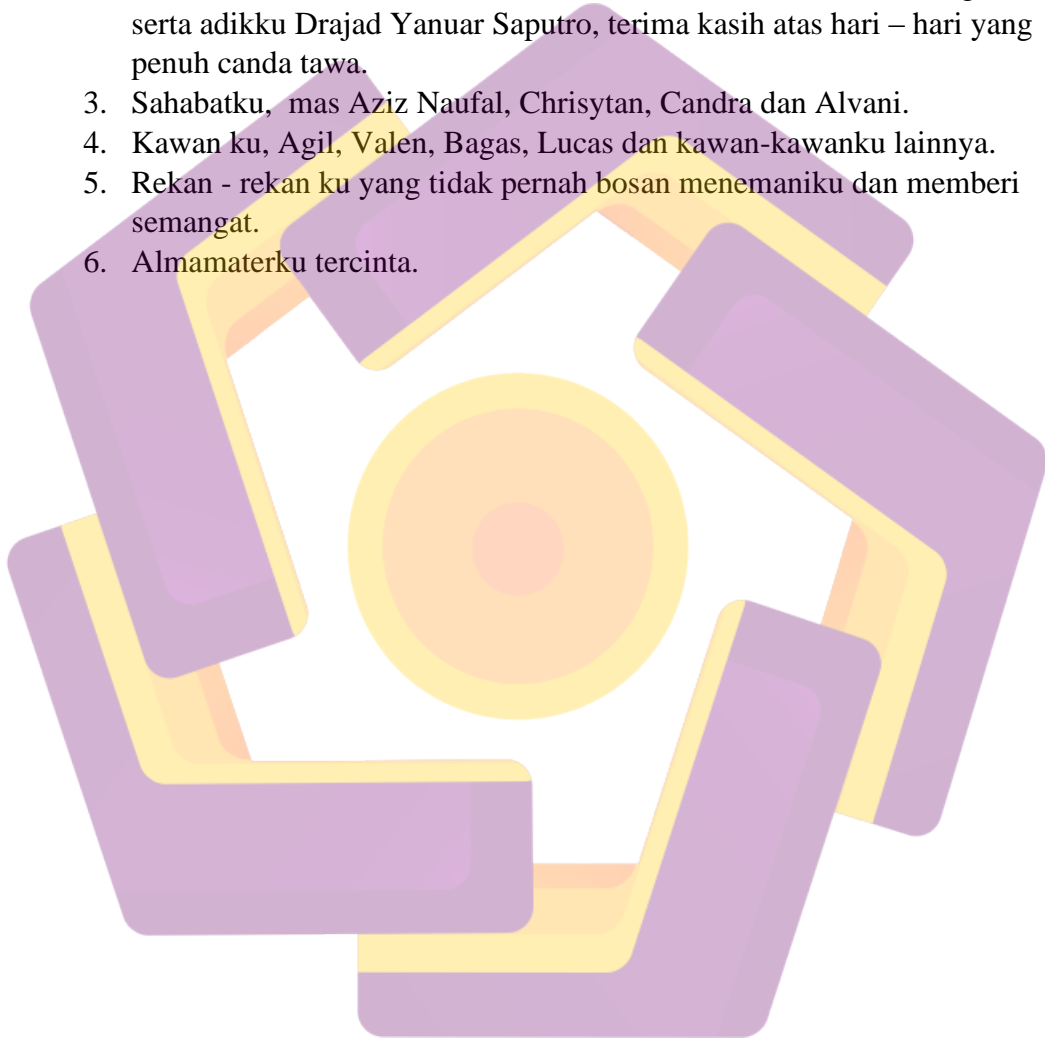 serta adikku Drajad Yanuar Saputro, terima kasih atas hari – hari yang
penuh canda tawa.
3. Sahabatku,  mas Aziz Naufal, Chrisytan, Candra dan Alvani.
4. Kawan ku, Agil, Valen, Bagas, Lucas dan kawan-kawanku lainnya.
5. Rekan - rekan ku yang tidak pernah bosan menemaniku dan memberi
semangat.
6. Almamaterku tercinta.